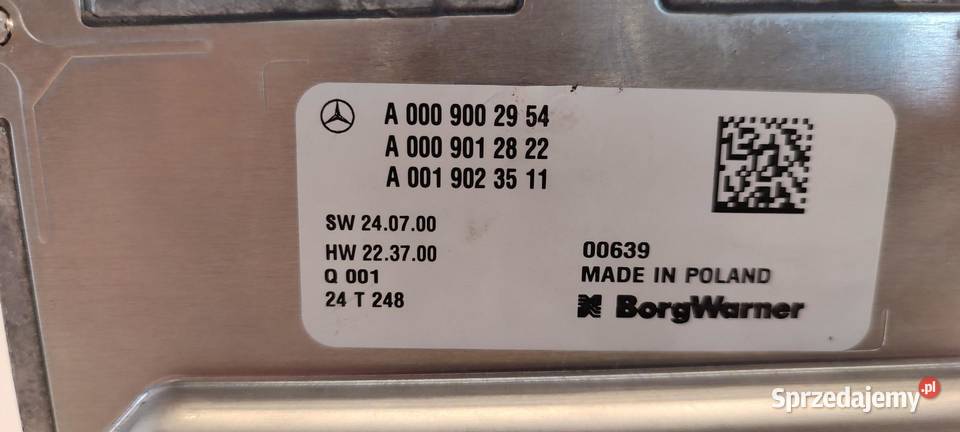 A 000 900 29 54
A 000 901 28 22
A 001 902 35 11
SW 24.07.00
HW 22.37.00
Q 001
24 T 248
00639
MADE IN POLAND
BorgWarner
Sprzedajemy.pl